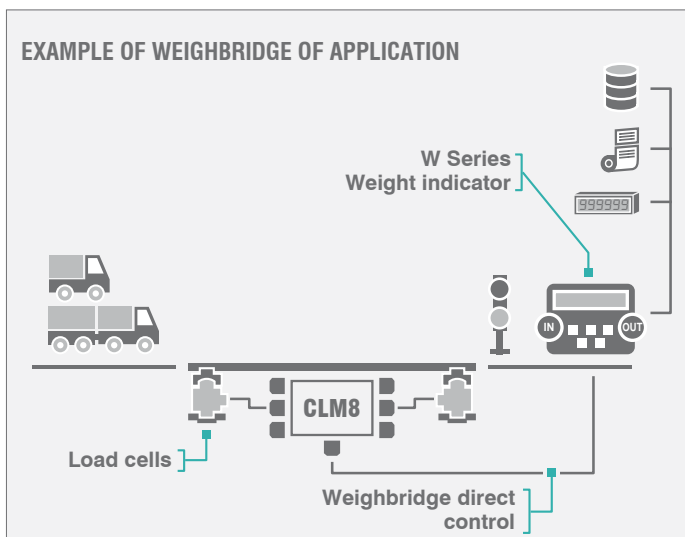 EXAMPLE OF WEIGHBRIDGE OF APPLICATION
W Series
Weight indicator
999999
IN
OUT
CLM8
Load cells
Weighbridge direct
control